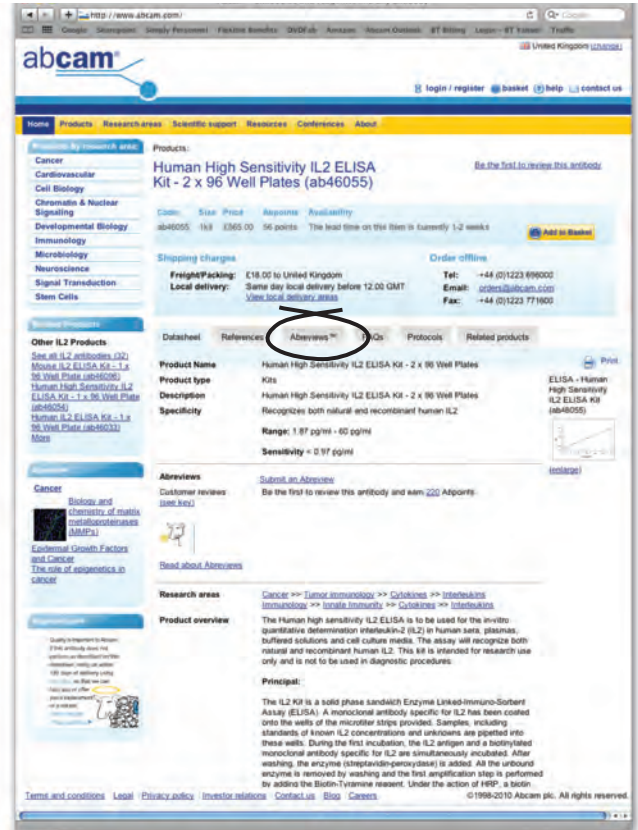 http://www.abcam.com/
Google
Simply Personnel Flexible Benefits DVDFab Amazon Abcam Outlook BT Billing
Traffic
United Kingdom (change)
abcam®
login / register basket help contact us
Home Products Research areas Scientific support Resources Conferences About
Products by research area:
Cancer
Cardiovascular
Cell Biology
Chromatin & Nuclear
Signaling
Developmental Biology
Immunology
Microbiology
Neuroscience
Signal Transduction
Stem Cells
Related Products
Other IL2 Products
See all IL2 antibodies (32)
Mouse IL2 ELISA Kit - 1 x
96 Well Plate (ab46096)
Human High Sensitivity IL2
ELISA Kit - 1 x 96 Well Plate
(ab46054)
Human IL2 ELISA Kit - 1 x
96 Well Plate (ab46033)
More
Cancer
Biology and
chemistry of matrix
metalloproteinases
(MMPs)
Epidermal Growth Factors
and Cancer
The role of epigenetics in
cancer
Products:
Human High Sensitivity IL2 ELISA
Kit - 2 x 96 Well Plates (ab46055)
Be the first to review this antibody
Code Size Price Abpoints Availability
ab46055 1kit £565.00 56 points The lead time on this item is currently 1-2 weeks
Add to Basket
Shipping charges
Freight/Packing: £18.00 to United Kingdom
Local delivery: Same day local delivery before 12.00 GMT
View local delivery areas
Order offline
Tel: +44 (0)1223 696000
Email: orders@abcam.com
Fax: +44 (0)1223 771600
Datasheet References Abreviews™ FAQs Protocols Related products
Print
Product Name Human High Sensitivity IL2 ELISA Kit - 2 x 96 Well Plates
Product type Kits
Description Human High Sensitivity IL2 ELISA Kit - 2 x 96 Well Plates
Specificity Recognizes both natural and recombinant human IL2
Range: 1.87 pg/ml - 60 pg/ml
Sensitivity < 0.97 pg/ml
ELISA - Human
High Sensitivity
IL2 ELISA Kit
(ab46055)
(enlarge)
Abreviews Submit an Abreview
Customer reviews Be the first to review this antibody and earn 220 Abpoints
(see key)
Read about Abreviews
Research areas Cancer >> Tumor immunology >> Cytokines >> Interleukins
Immunology >> Innate Immunity >> Cytokines >> Interleukins
Product overview The Human high sensitivity IL2 ELISA is to be used for the in-vitro
quantitative determination interleukin-2 (IL2) in human sera, plasmas,
buffered solutions and cell culture media. The assay will recognize both
natural and recombinant human IL2. This kit is intended for research use
only and is not to be used in diagnostic procedures
Principal:
The IL2 Kit is a solid phase sandwich Enzyme Linked-Immuno-Sorbent
Assay (ELISA). A monoclonal antibody specific for IL2 has been coated
onto the wells of the microtiter strips provided. Samples, including
standards of known IL2 concentrations and unknowns are pipetted into
these wells. During the first incubation, the IL2 antigen and a biotinylated
monoclonal antibody specific for IL2 are simultaneously incubated. After
washing, the enzyme (streptavidin-peroxydase) is added. All the unbound
enzyme is removed by washing and the first amplification step is performed
by adding the Biotin-Tyramine reagent. Under the action of HRP, a biotin
Terms and conditions Legal Privacy policy Investor relations Contact us Blog Careers ©1998-2010 Abcam plc. All rights reserved.